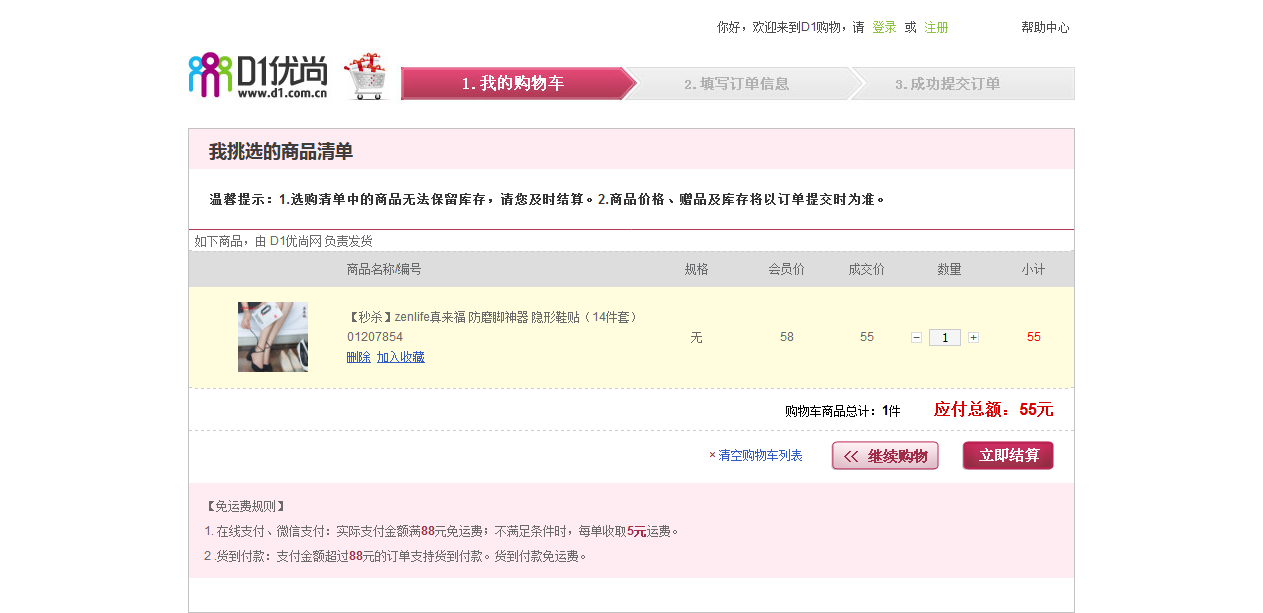 你好，欢迎来到D1购物，请 登录 或 注册 帮助中心
D1优尚
www.d1.com.cn
1.我的购物车 2.填写订单信息 3.成功提交订单
我挑选的商品清单
温馨提示：1.选购清单中的商品无法保留库存，请您及时结算。2.商品价格、赠品及库存将以订单提交时为准。
如下商品，由 D1优尚网 负责发货
商品名称/编号 规格 会员价 成交价 数量 小计
【秒杀】zenlife真来福 防磨脚神器 隐形鞋贴（14件套）
01207854 无 58 55 − 1 + 55
删除 加入收藏
购物车商品总计：1件 应付总额：55元
×清空购物车列表 << 继续购物 立即结算
【免运费规则】
1. 在线支付、微信支付：实际支付金额满88元免运费；不满足条件时，每单收取5元运费。
2 .货到付款：支付金额超过88元的订单支持货到付款。货到付款免运费。